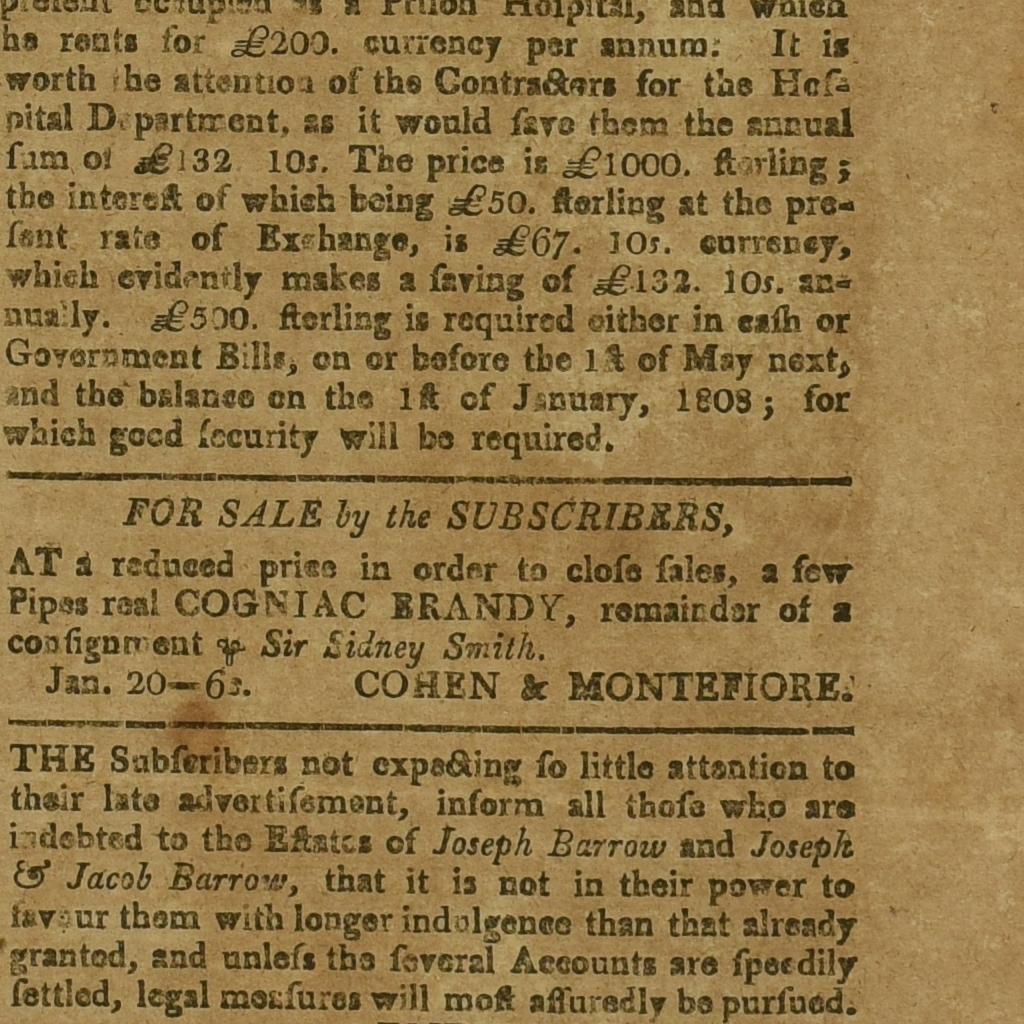 present occupied as a Priſon Hoſpital, and which
he rents for £200. currency per annum. It is
worth the attention of the Contractors for the Hoſ-
pital Department, as it would ſave them the annual
ſum of £132 10s. The price is £1000. ſterling;
the intereſt of which being £50. ſterling at the pre-
ſent rate of Exchange, is £67. 10s. currency,
which evidently makes a ſaving of £132. 10s. an-
nually. £500. ſterling is required either in caſh or
Government Bills, on or before the 1ſt of May next,
and the balance on the 1ſt of January, 1808; for
which good ſecurity will be required.
FOR SALE by the SUBSCRIBERS,
AT a reduced price in order to cloſe ſales, a few
Pipes real COGNIAC BRANDY, remainder of a
conſignment ℘ Sir Sidney Smith.
Jan. 20—6s. COHEN & MONTEFIORE.
THE Subſcribers not expecting ſo little attention to
their late advertiſement, inform all thoſe who are
indebted to the Eſtates of Joseph Barrow and Joseph
& Jacob Barrow, that it is not in their power to
favour them with longer indulgence than that already
granted, and unleſs the ſeveral Accounts are ſpeedily
ſettled, legal meaſures will moſt aſſuredly be purſued.